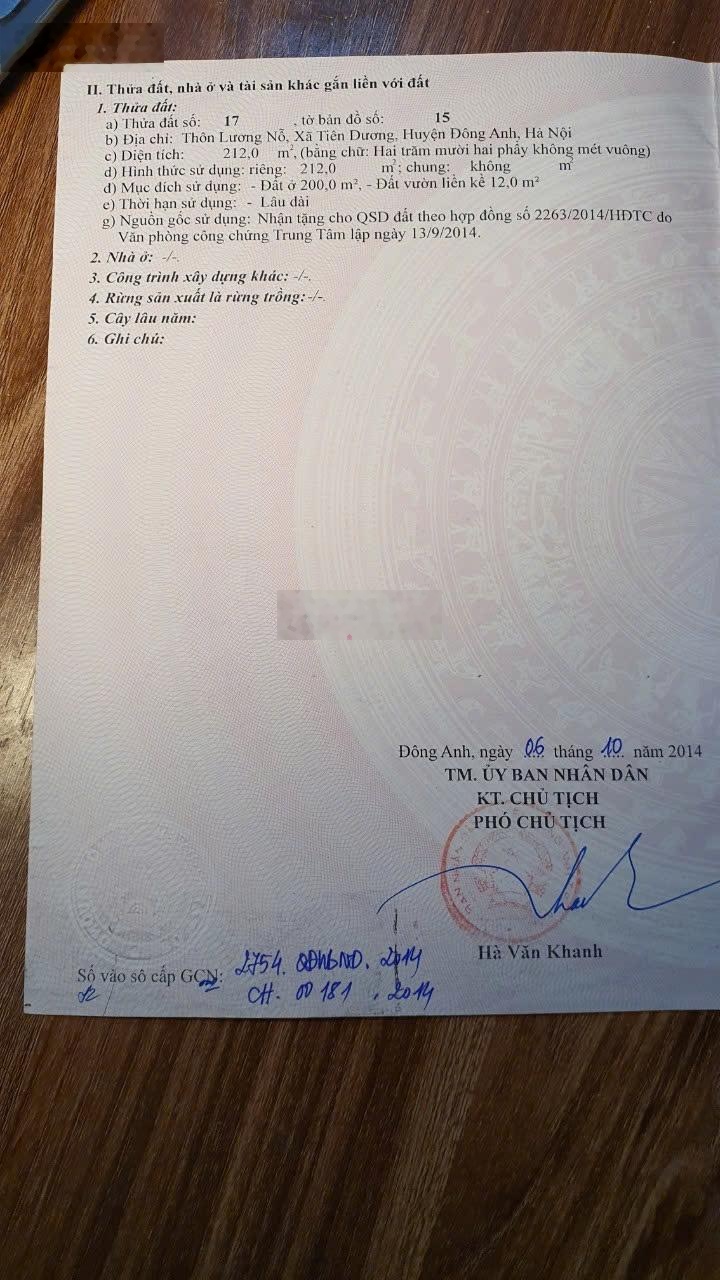 II. Thửa đất, nhà ở và tài sản khác gắn liền với đất
1. Thửa đất:
a) Thửa đất số: 17 , tờ bản đồ số: 15
b) Địa chỉ: Thôn Lương Nỗ, Xã Tiên Dương, Huyện Đông Anh, Hà Nội
c) Diện tích: 212,0 m², (bằng chữ: Hai trăm mười hai phẩy không mét vuông)
d) Hình thức sử dụng: riêng: 212,0 m²; chung: không m²
đ) Mục đích sử dụng: - Đất ở 200,0 m², - Đất vườn liền kề 12,0 m²
e) Thời hạn sử dụng: - Lâu dài
g) Nguồn gốc sử dụng: Nhận tặng cho QSD đất theo hợp đồng số 2263/2014/HĐTC do
Văn phòng công chứng Trung Tâm lập ngày 13/9/2014.
2. Nhà ở: -/-.
3. Công trình xây dựng khác: -/-.
4. Rừng sản xuất là rừng trồng:-/-.
5. Cây lâu năm:
6. Ghi chú:
Đông Anh, ngày 06 tháng 10 năm 2014
TM. ỦY BAN NHÂN DÂN
KT. CHỦ TỊCH
PHÓ CHỦ TỊCH
Hà Văn Khanh
Số vào sổ cấp GCN: 2754. QĐUBND. 2014
CH. 00 181 . 2014